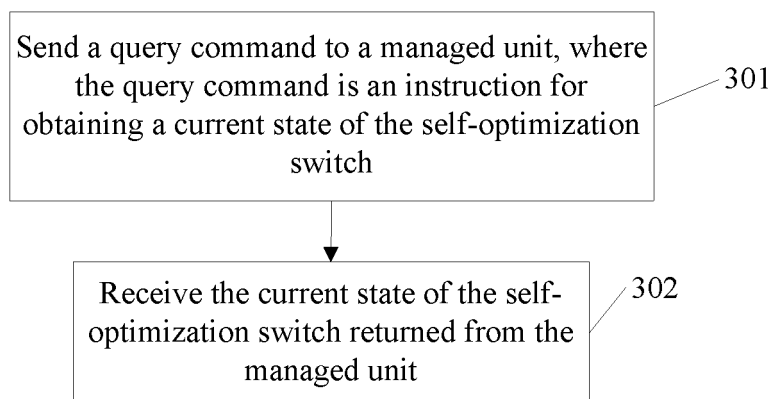 Send a query command to a managed unit, where
the query command is an instruction for
obtaining a current state of the self-optimization
switch
301
Receive the current state of the self-
optimization switch returned from the
managed unit
302